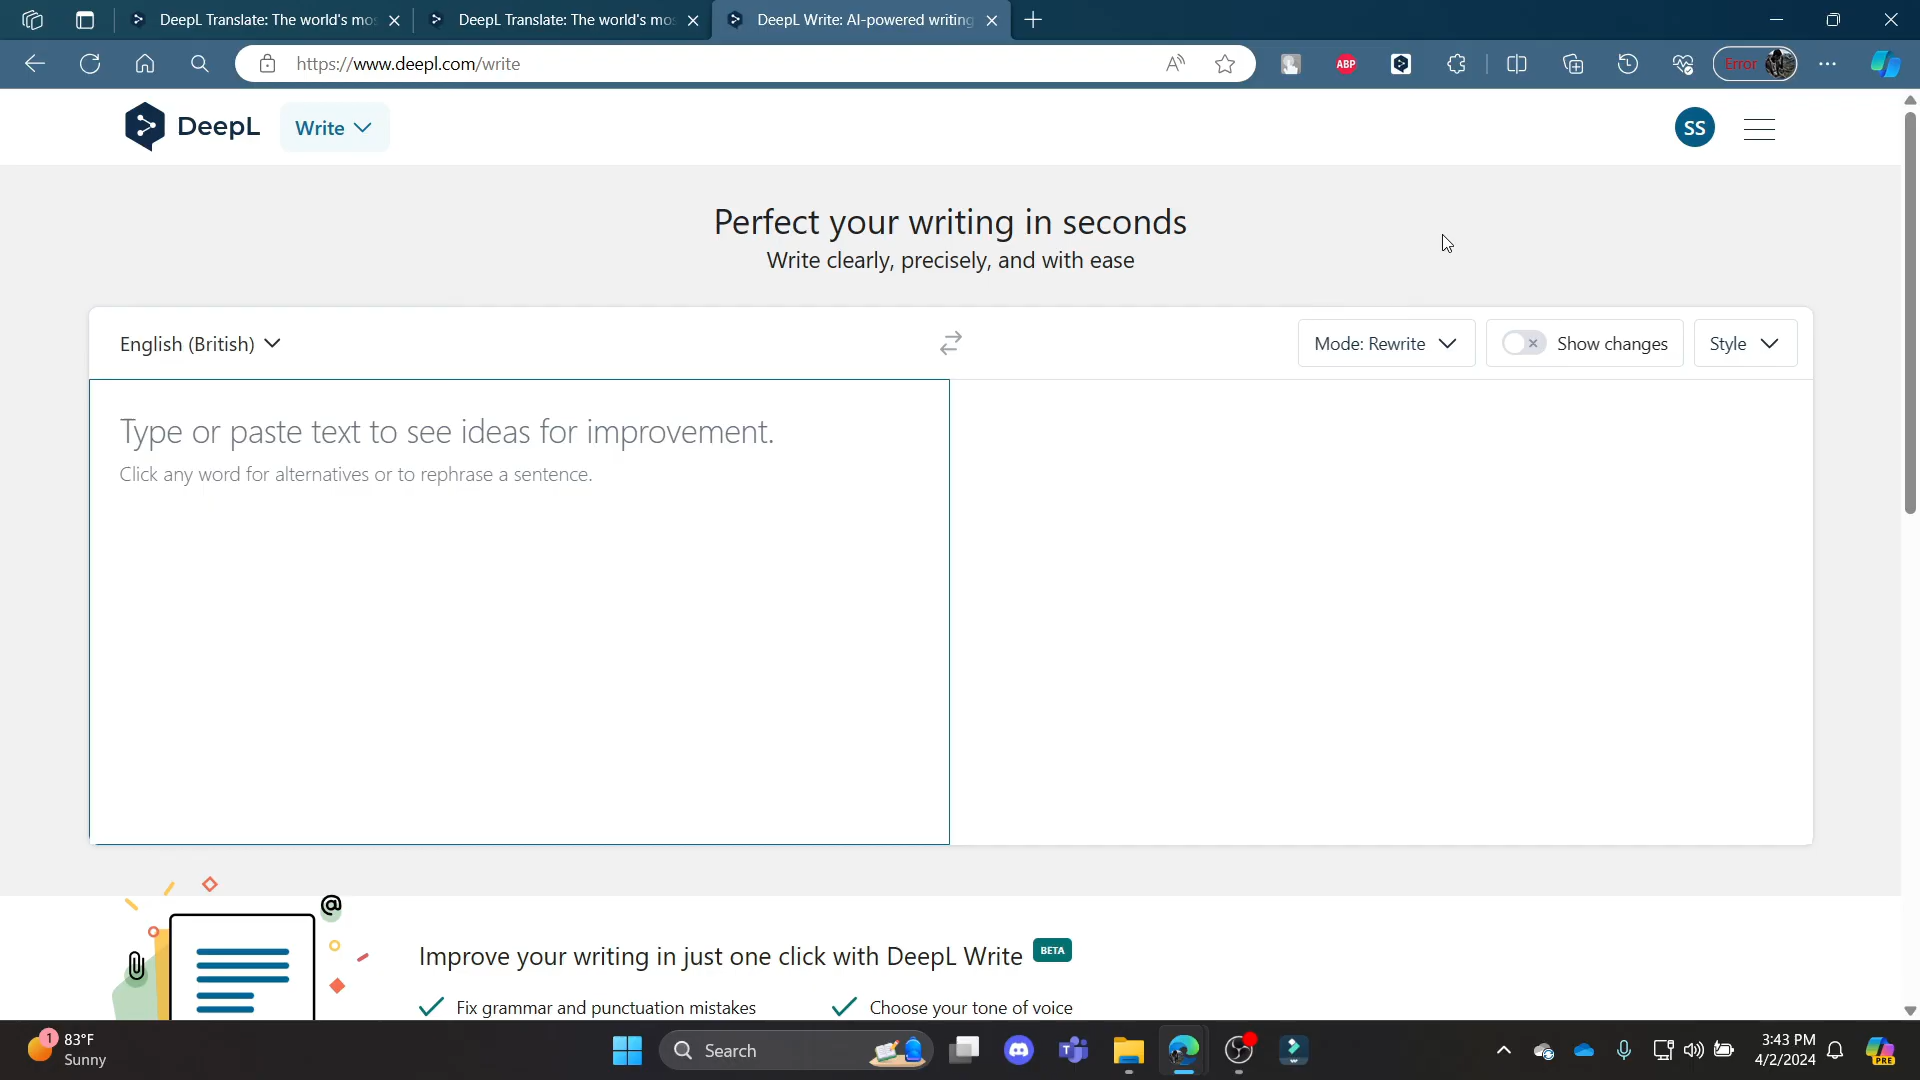 DeepL Translate: The world's mos
DeepL Translate: The world's mos
DeepL Write: AI-powered writing
https://www.deepl.com/write
A))
ABP
Error
DeepL
Write
SS
Perfect your writing in seconds
Write clearly, precisely, and with ease
English (British)
Mode: Rewrite
Show changes
Style
Type or paste text to see ideas for improvement.
Click any word for alternatives or to rephrase a sentence.
@
Improve your writing in just one click with DeepL Write BETA
Fix grammar and punctuation mistakes
Choose your tone of voice
1
83°F
Sunny
Search
3:43 PM
4/2/2024
PRE